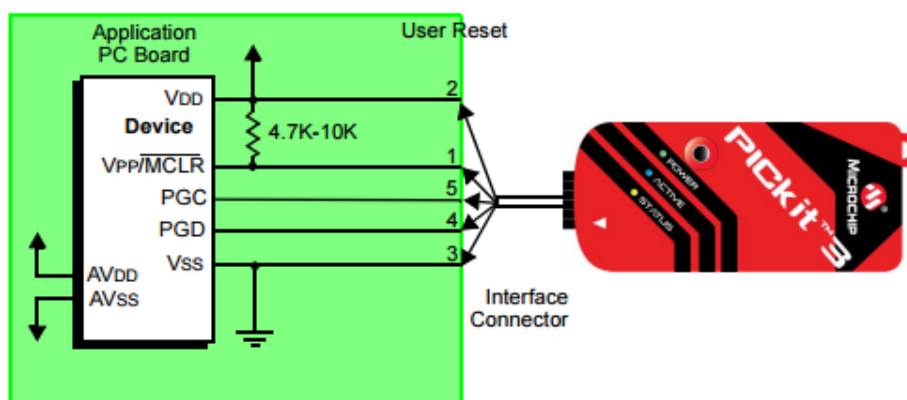 Application
PC Board
User Reset
VDD
2
Device
4.7K-10K
VPP/MCLR
1
PGC
5
PGD
4
VSS
3
AVDD
AVSS
Interface
Connector
POWER
ACTIVE
STATUS
PICkit™ 3
MICROCHIP